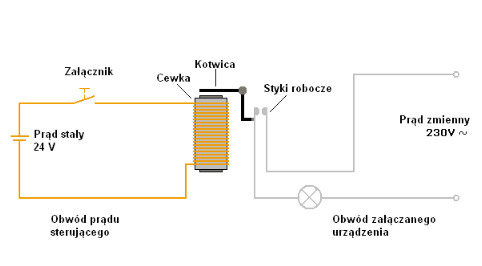 Kotwica
Załącznik
Cewka
Styki robocze
Prąd stały
24 V
Prąd zmienny
230V ~
Obwód prądu
sterującego
Obwód załączanego
urządzenia